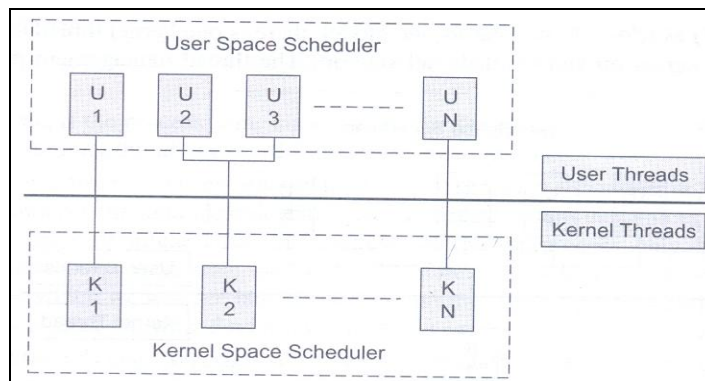 User Space Scheduler
U U U U
1 2 3 N
User Threads
Kernel Threads
K K K
1 2 N
Kernel Space Scheduler